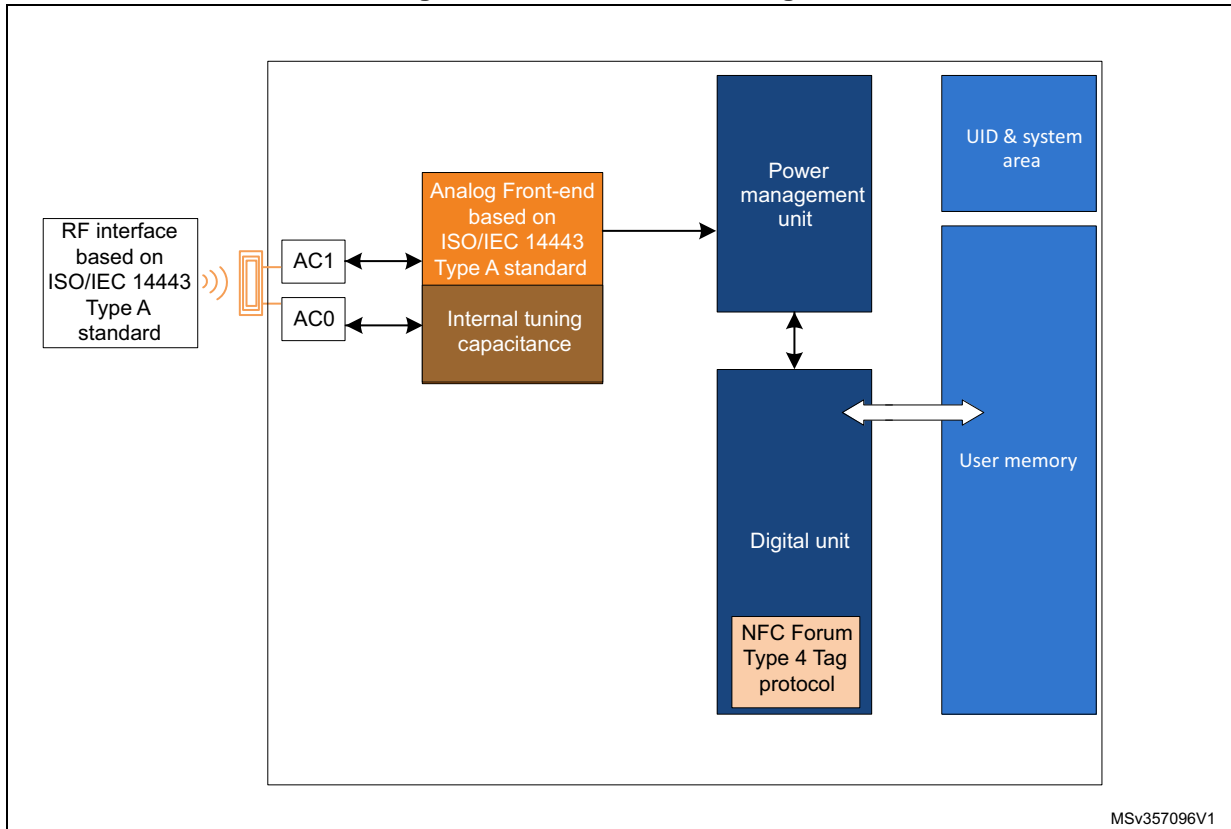 RF interface
based on
ISO/IEC 14443
Type A
standard
AC1
AC0
Analog Front-end
based on
ISO/IEC 14443
Type A standard
Internal tuning
capacitance
Power
management
unit
Digital unit
NFC Forum
Type 4 Tag
protocol
UID & system
area
User memory
MSv357096V1